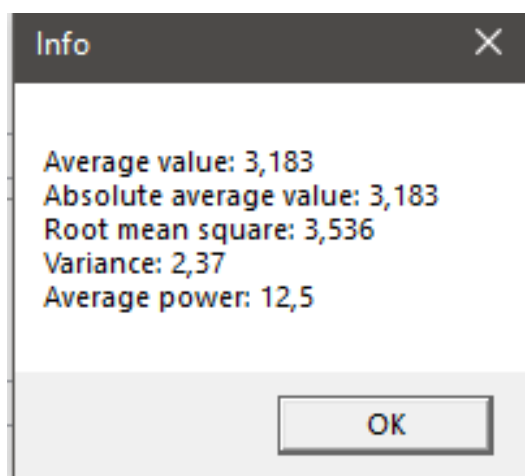 Info
Average value: 3,183
Absolute average value: 3,183
Root mean square: 3,536
Variance: 2,37
Average power: 12,5
OK